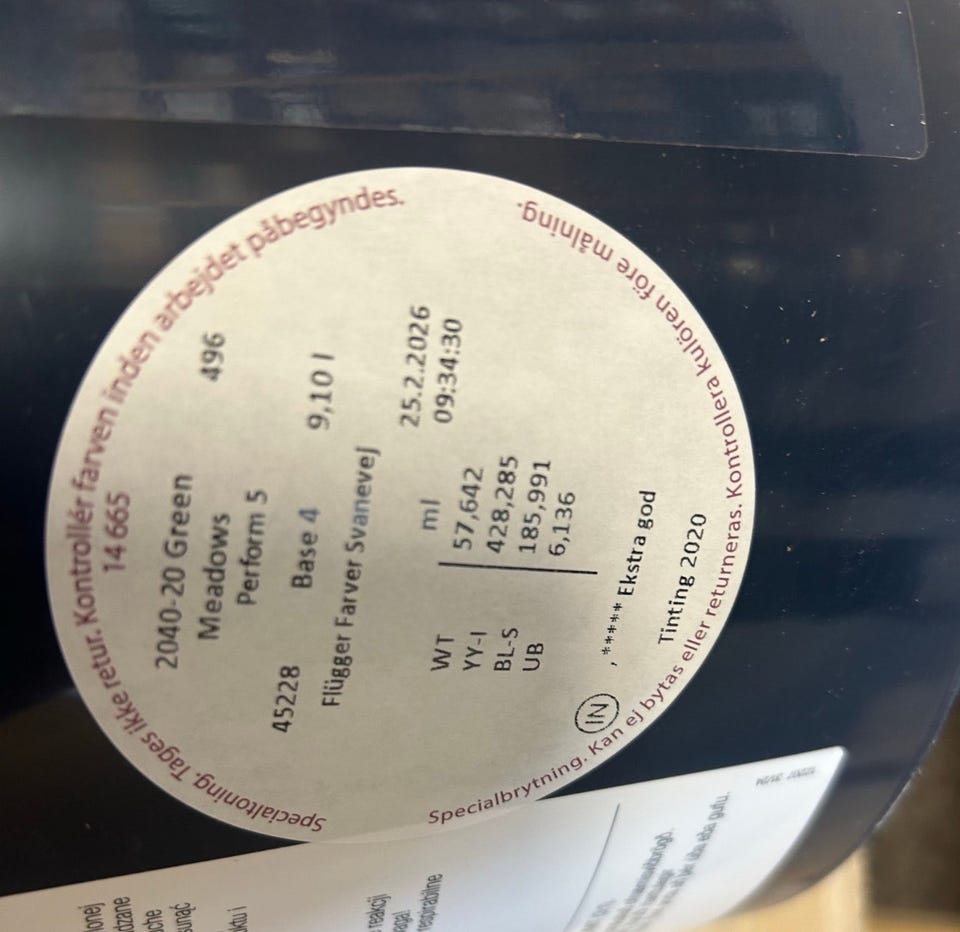 Specialtoning. Tages ikke retur. Kontrollér farven inden arbejdet påbegyndes.
14 665
2040-20 Green
Meadows 496
Perform 5
45228 Base 4 9,10 l
Flügger Farver Svanevej
25.2.2026
ml 09:34:30
WT 57,642
YY-I 428,285
BL-S 185,991
UB 6,136
IN , ***** Ekstra god
Tinting 2020
Specialbrytning. Kan ej bytas eller returneras. Kontrollera kulören före målning.
reakcji